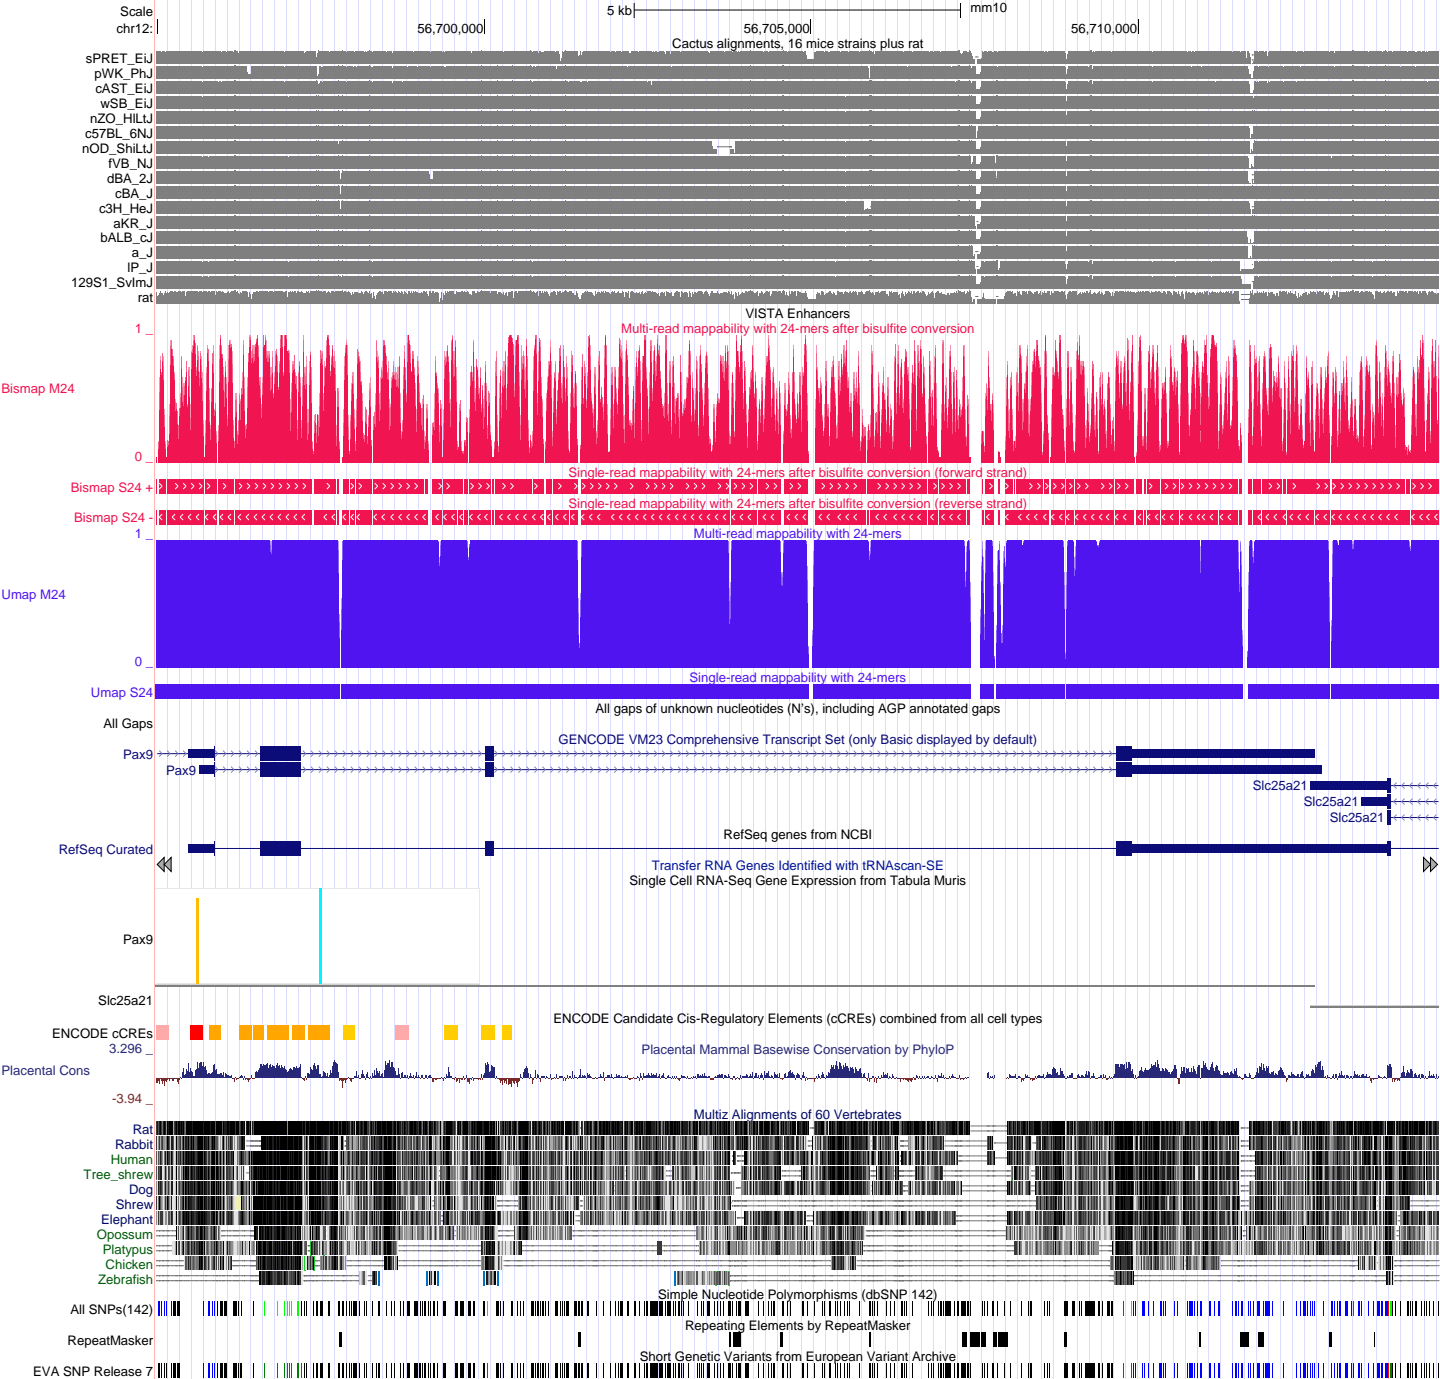 Scale 5 kb mm10
chr12: 56,700,000 56,705,000 56,710,000
Cactus alignments, 16 mice strains plus rat
sPRET_EiJ
pWK_PhJ
cAST_EiJ
wSB_EiJ
nZO_HlLtJ
c57BL_6NJ
nOD_ShiLtJ
fVB_NJ
dBA_2J
cBA_J
c3H_HeJ
aKR_J
bALB_cJ
a_J
lP_J
129S1_SvImJ
rat
VISTA Enhancers
Multi-read mappability with 24-mers after bisulfite conversion
1 _
Bismap M24
0 _
Single-read mappability with 24-mers after bisulfite conversion (forward strand)
Bismap S24 +
Single-read mappability with 24-mers after bisulfite conversion (reverse strand)
Bismap S24 -
Multi-read mappability with 24-mers
1 _
Umap M24
0 _
Single-read mappability with 24-mers
Umap S24
All gaps of unknown nucleotides (N's), including AGP annotated gaps
All Gaps
GENCODE VM23 Comprehensive Transcript Set (only Basic displayed by default)
Pax9
Pax9
Slc25a21
Slc25a21
Slc25a21
RefSeq genes from NCBI
RefSeq Curated
Transfer RNA Genes Identified with tRNAscan-SE
Single Cell RNA-Seq Gene Expression from Tabula Muris
Pax9
Slc25a21
ENCODE Candidate Cis-Regulatory Elements (cCREs) combined from all cell types
ENCODE cCREs
3.296 _
Placental Mammal Basewise Conservation by PhyloP
Placental Cons
-3.94 _
Multiz Alignments of 60 Vertebrates
Rat
Rabbit
Human
Tree_shrew
Dog
Shrew
Elephant
Opossum
Platypus
Chicken
Zebrafish
Simple Nucleotide Polymorphisms (dbSNP 142)
All SNPs(142)
Repeating Elements by RepeatMasker
RepeatMasker
Short Genetic Variants from European Variant Archive
EVA SNP Release 7